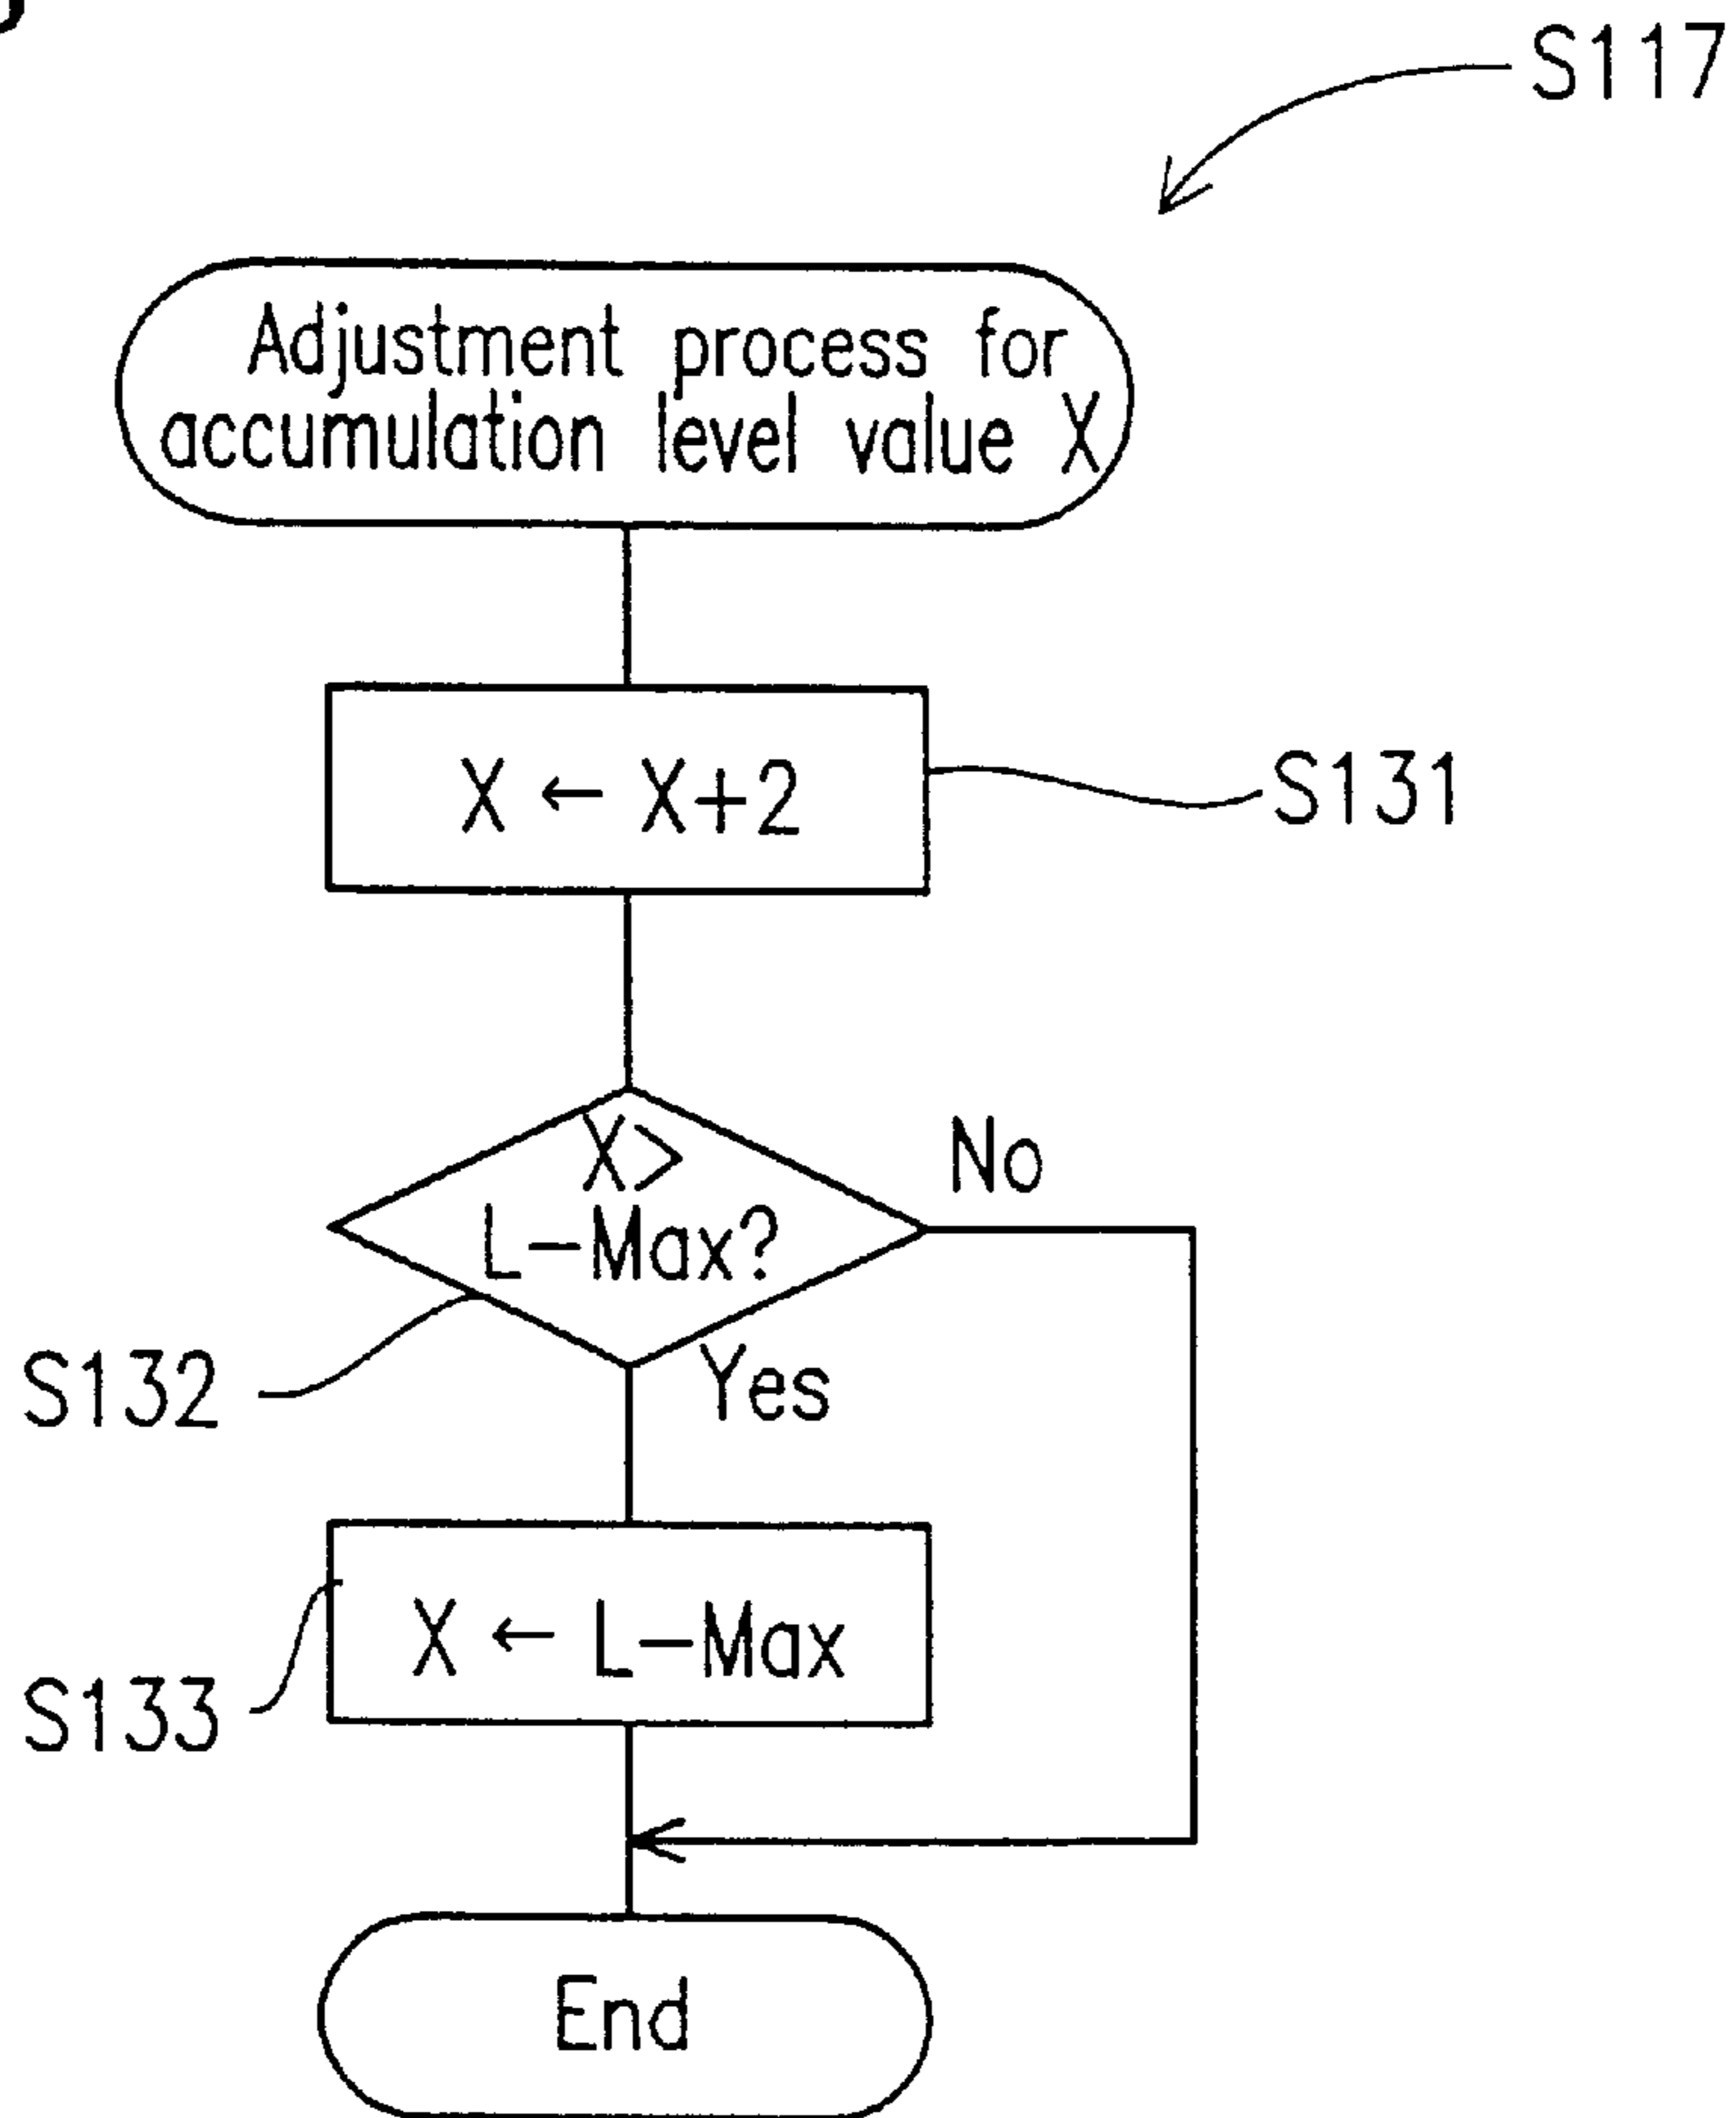 S117
Adjustment process for
accumulation level value X
X ← X+2
S131
X>
L-Max?
No
Yes
S132
X ← L-Max
S133
End